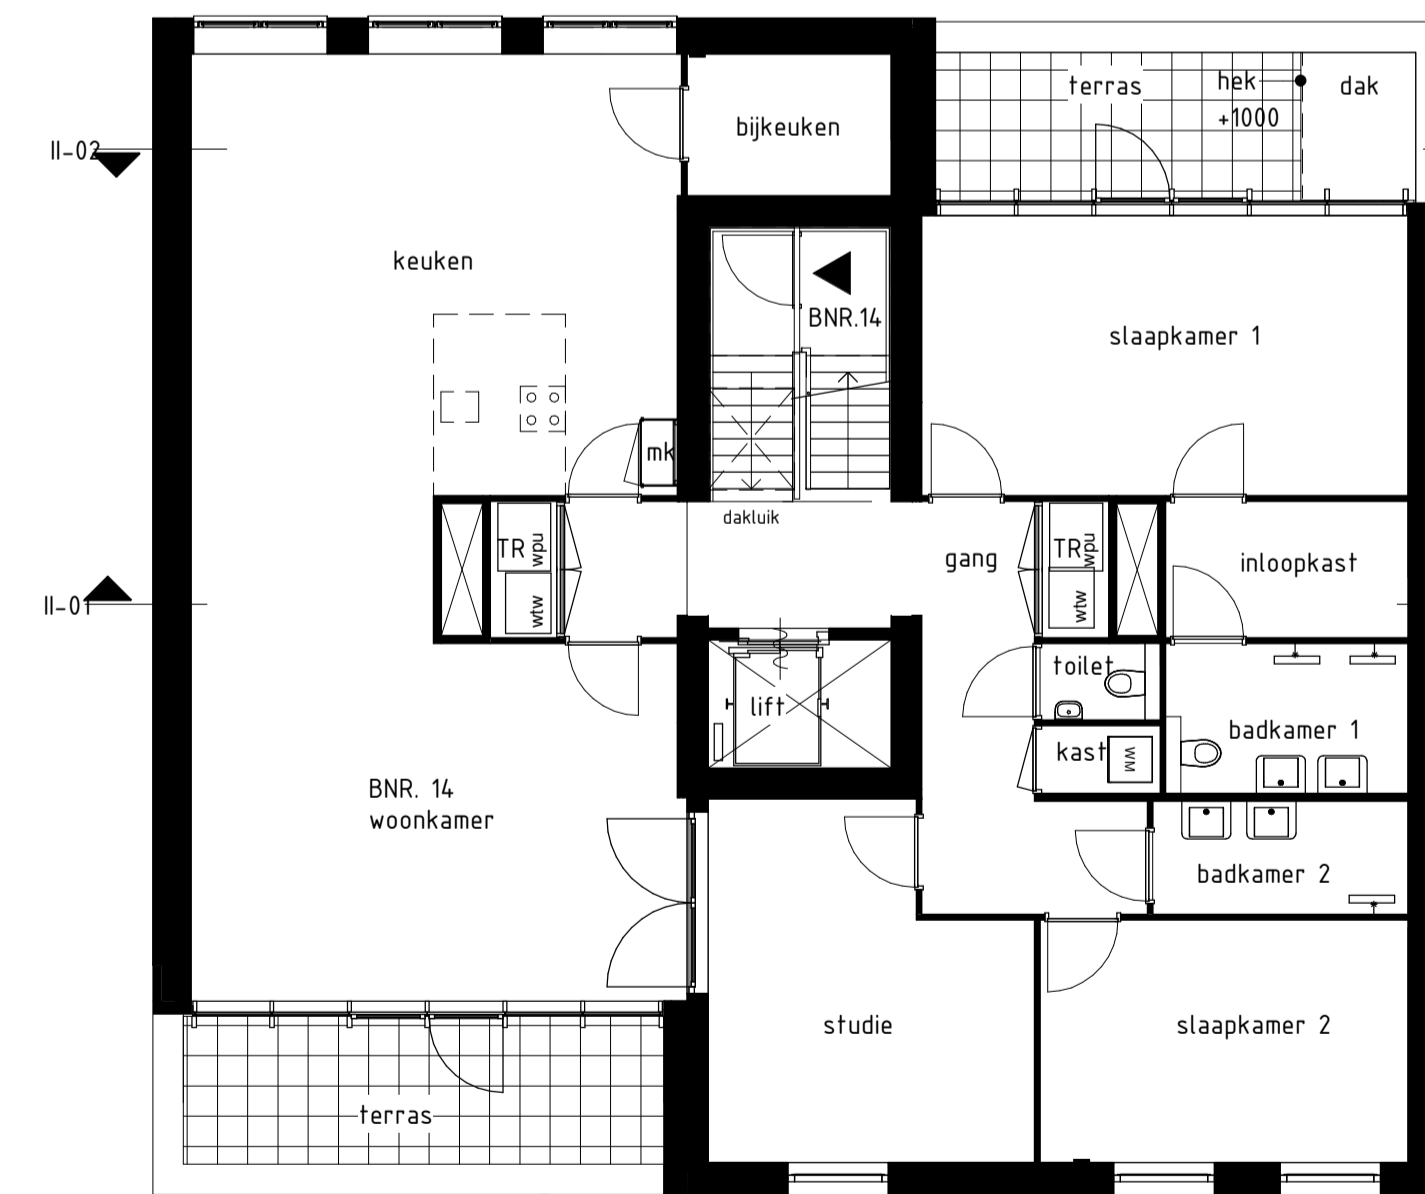 terras
hek
+1000
dak
bijkeuken
II-02
keuken
BNR.14
slaapkamer 1
mk
dakluik
TR
wpu
wtw
gang
TR
wpu
wtw
inloopkast
II-01
toilet
lift
badkamer 1
kast
WM
BNR. 14
woonkamer
badkamer 2
studie
slaapkamer 2
terras